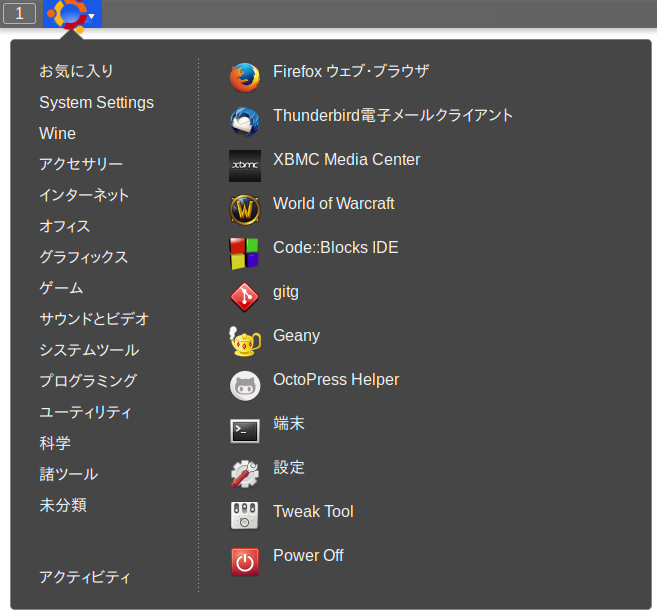 1
お気に入り
System Settings
Wine
アクセサリー
インターネット
オフィス
グラフィックス
ゲーム
サウンドとビデオ
システムツール
プログラミング
ユーティリティ
科学
諸ツール
未分類
アクティビティ
Firefox ウェブ・ブラウザ
Thunderbird電子メールクライアント
xbmc
XBMC Media Center
W
World of Warcraft
Code::Blocks IDE
gitg
Geany
OctoPress Helper
>_
端末
設定
Tweak Tool
Power Off